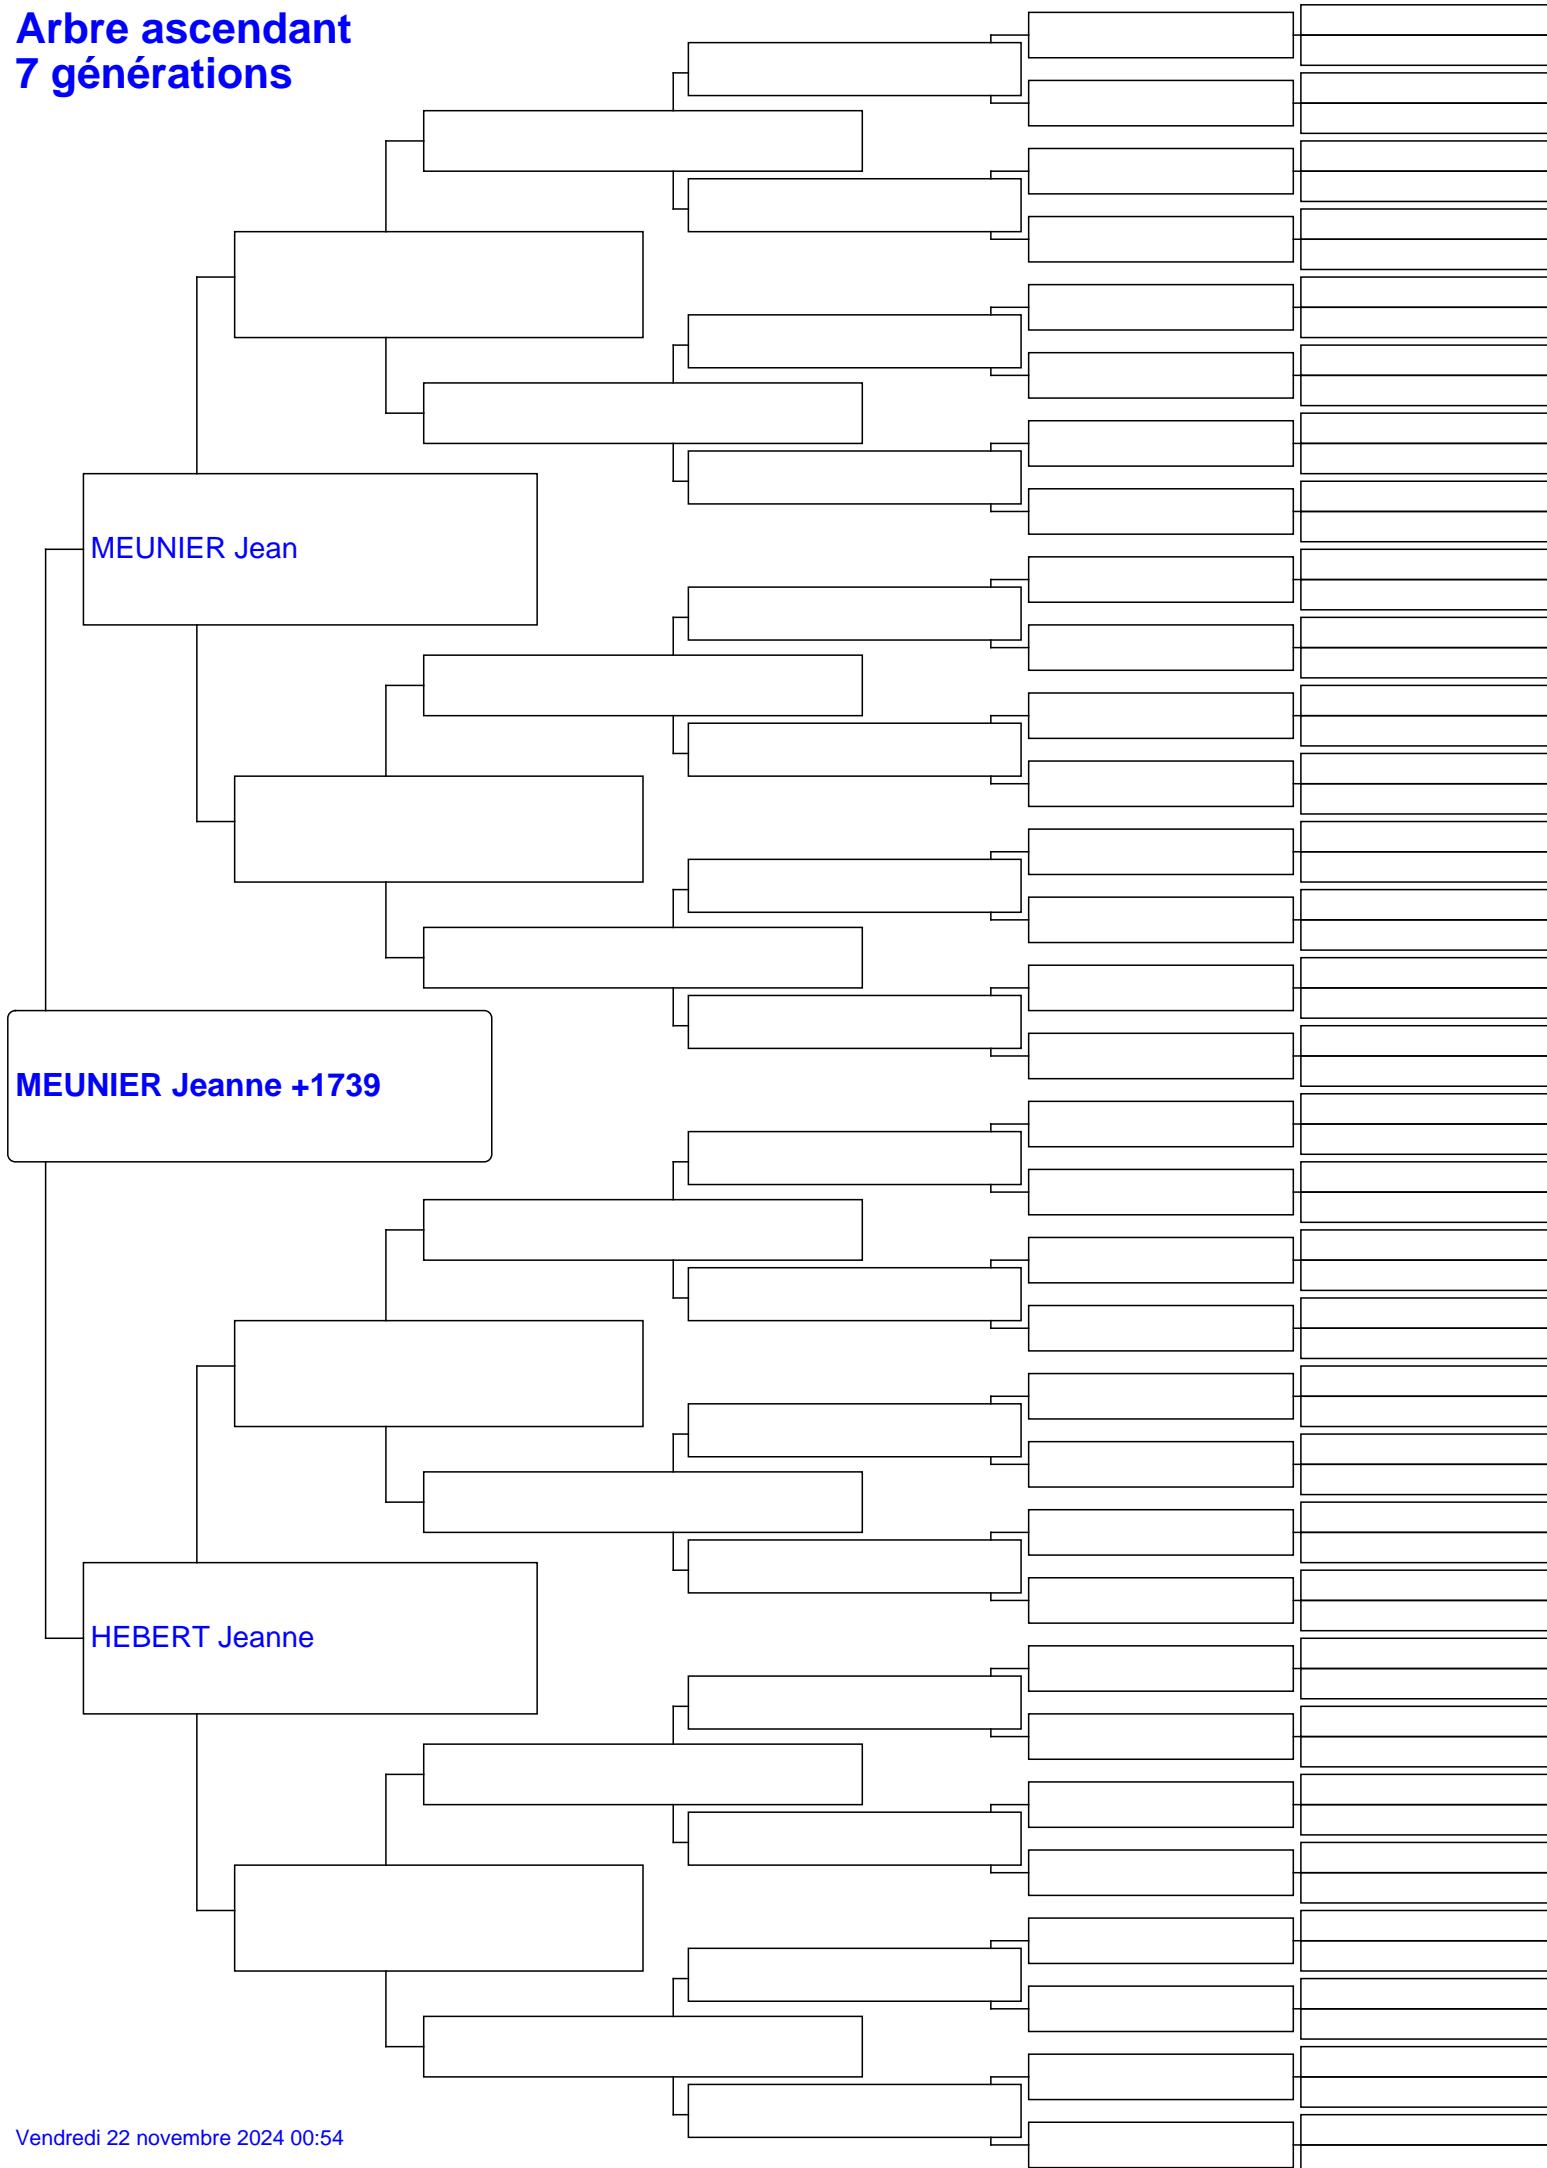 Arbre ascendant
7 générations
MEUNIER Jean
MEUNIER Jeanne +1739
HEBERT Jeanne
Vendredi 22 novembre 2024 00:54